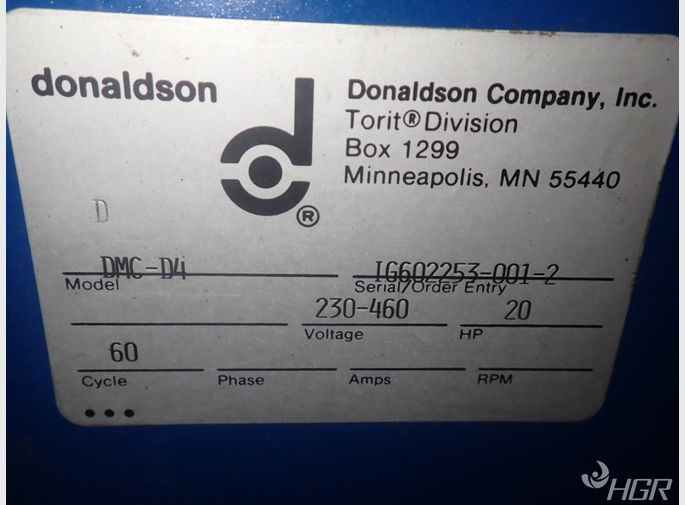 donaldson
d
®
Donaldson Company, Inc.
Torit® Division
Box 1299
Minneapolis, MN 55440
D
DMC-D4
IG602253-001-2
Model
Serial/Order Entry
230-460
20
Voltage
HP
60
Cycle
Phase
Amps
RPM
HGR